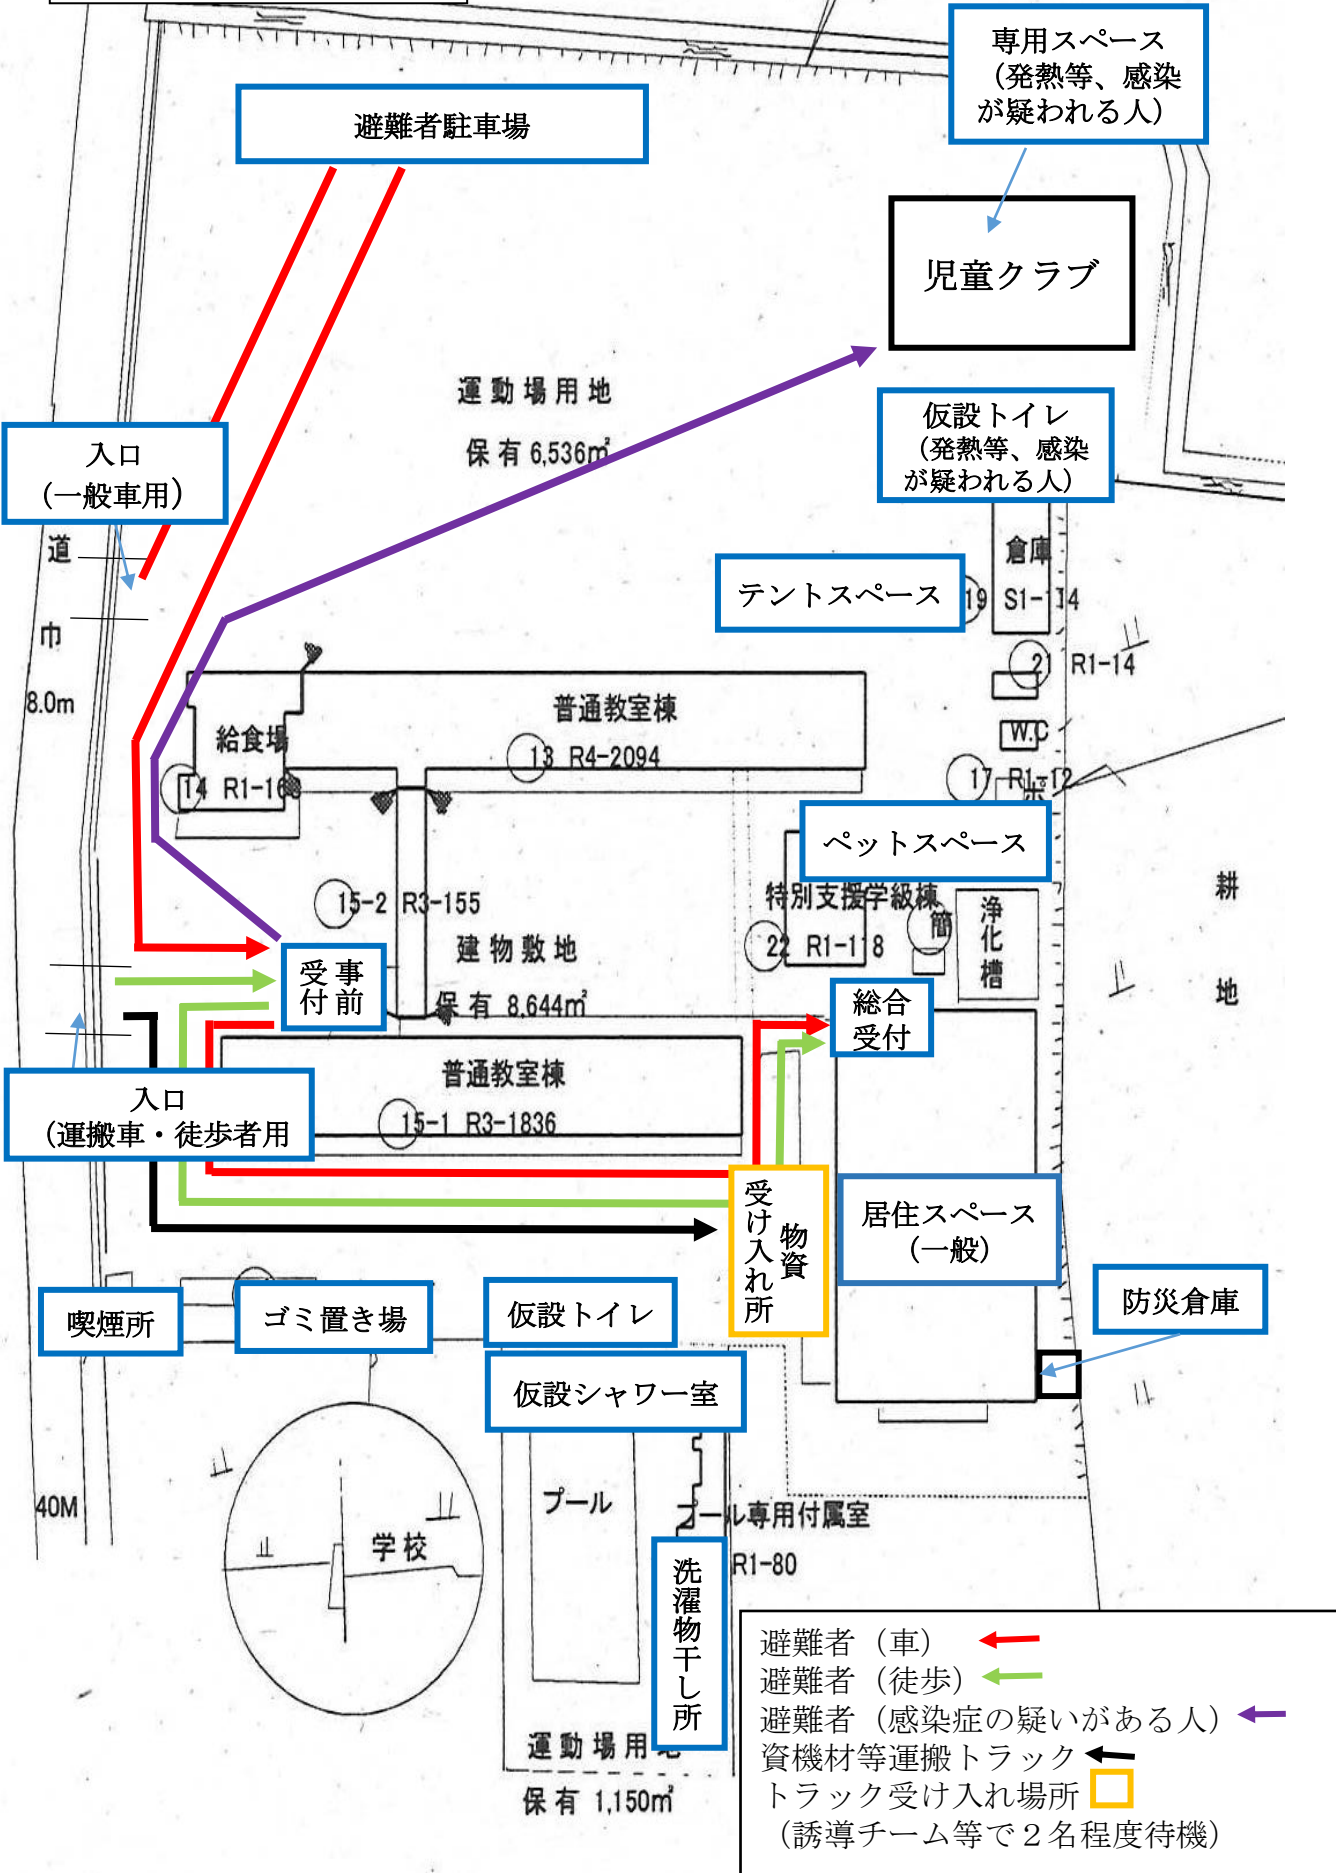 専用スペース
（発熱等、感染
が疑われる人）
避難者駐車場
児童クラブ
運動場用地
保有 6,536㎡
仮設トイレ
（発熱等、感染
が疑われる人）
入口
（一般車用）
道
巾
8.0m
倉庫
19 S1-114
テントスペース
21 R1-14
普通教室棟
13 R4-2094
給食場
14 R1-16
W.C
17 R1-12
ポ
ペットスペース
特別支援学級棟
22 R1-118
簡
浄化槽
耕
地
15-2 R3-155
建物敷地
保有 8,644㎡
事前
受付
総合
受付
普通教室棟
15-1 R3-1836
入口
（運搬車・徒歩者用
物資
受け入れ所
居住スペース
（一般）
防災倉庫
喫煙所
ゴミ置き場
仮設トイレ
仮設シャワー室
40M
学校
プール
プール専用付属室
R1-80
洗濯物干し所
運動場用地
保有 1,150㎡
避難者（車）
避難者（徒歩）
避難者（感染症の疑いがある人）
資機材等運搬トラック
トラック受け入れ場所
（誘導チーム等で２名程度待機）